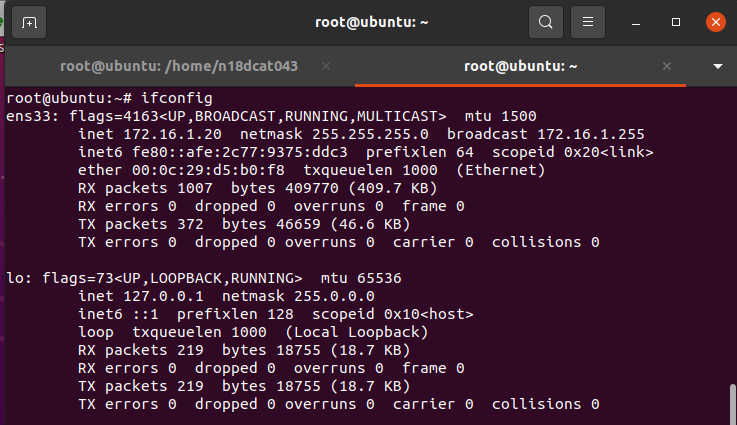 root@ubuntu: ~
root@ubuntu: /home/n18dcat043
root@ubuntu: ~
root@ubuntu:~# ifconfig
ens33: flags=4163<UP,BROADCAST,RUNNING,MULTICAST>  mtu 1500
        inet 172.16.1.20  netmask 255.255.255.0  broadcast 172.16.1.255
        inet6 fe80::afe:2c77:9375:ddc3  prefixlen 64  scopeid 0x20<link>
        ether 00:0c:29:d5:b0:f8  txqueuelen 1000  (Ethernet)
        RX packets 1007  bytes 409770 (409.7 KB)
        RX errors 0  dropped 0  overruns 0  frame 0
        TX packets 372  bytes 46659 (46.6 KB)
        TX errors 0  dropped 0 overruns 0  carrier 0  collisions 0

lo: flags=73<UP,LOOPBACK,RUNNING>  mtu 65536
        inet 127.0.0.1  netmask 255.0.0.0
        inet6 ::1  prefixlen 128  scopeid 0x10<host>
        loop  txqueuelen 1000  (Local Loopback)
        RX packets 219  bytes 18755 (18.7 KB)
        RX errors 0  dropped 0  overruns 0  frame 0
        TX packets 219  bytes 18755 (18.7 KB)
        TX errors 0  dropped 0 overruns 0  carrier 0  collisions 0